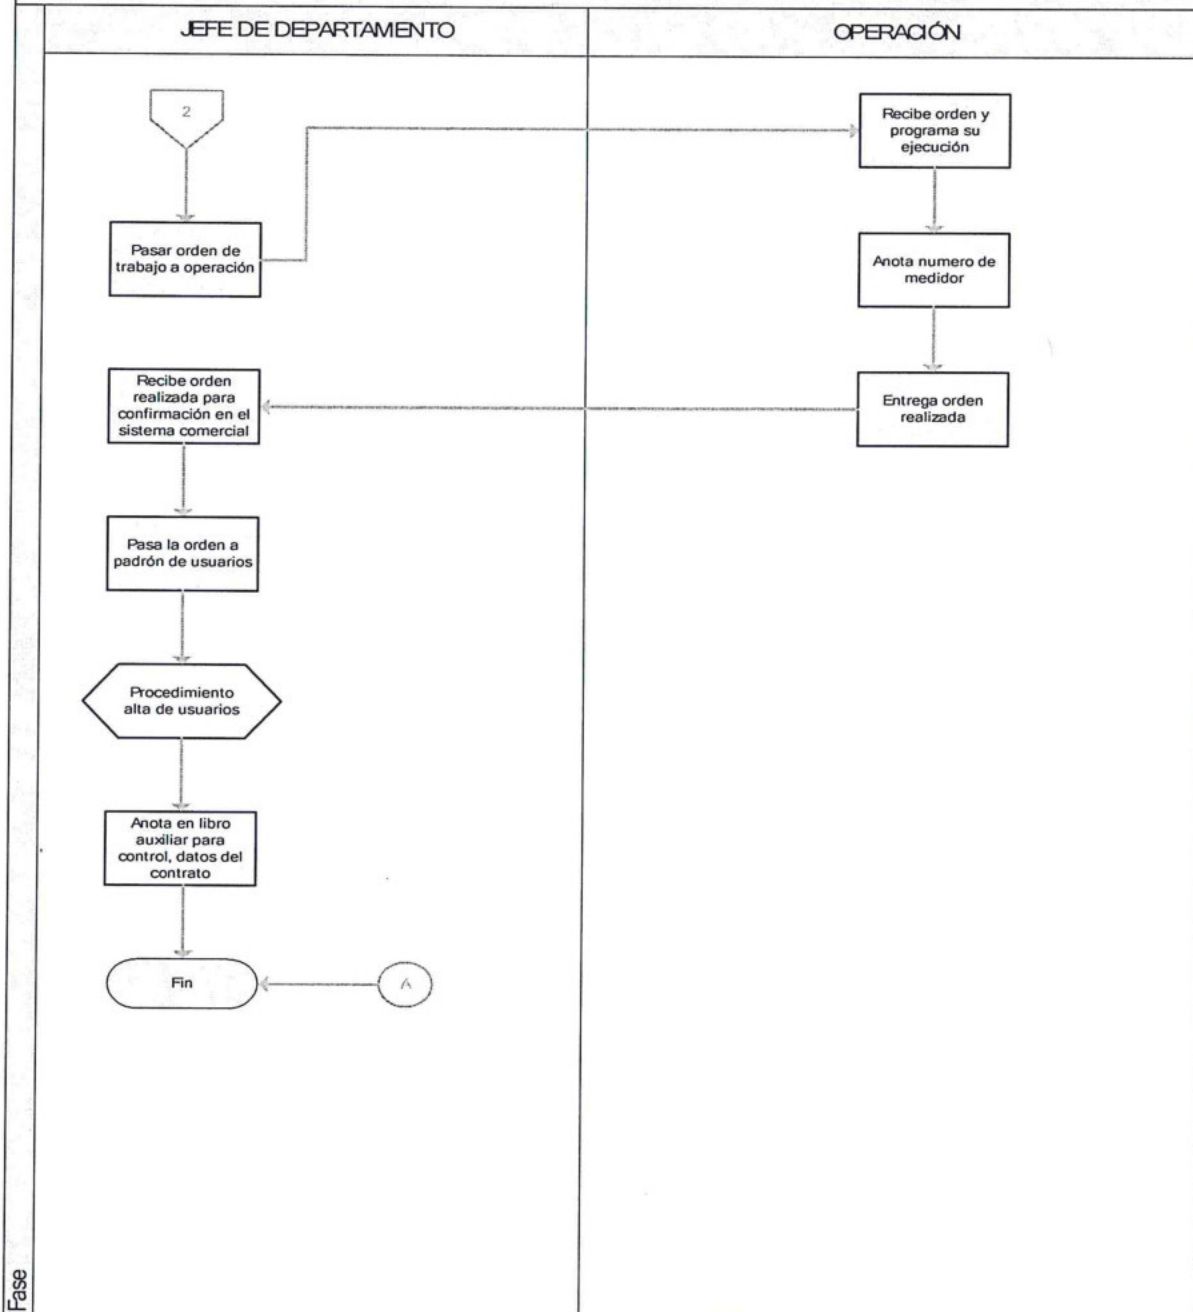 JEFE DE DEPARTAMENTO
OPERACIÓN
2
Recibe orden y
programa su
ejecución
Pasar orden de
trabajo a operación
Anota numero de
medidor
Recibe orden
realizada para
confirmación en el
sistema comercial
Entrega orden
realizada
Pasa la orden a
padrón de usuarios
Procedimiento
alta de usuarios
Anota en libro
auxiliar para
control, datos del
contrato
Fin
A
Fase